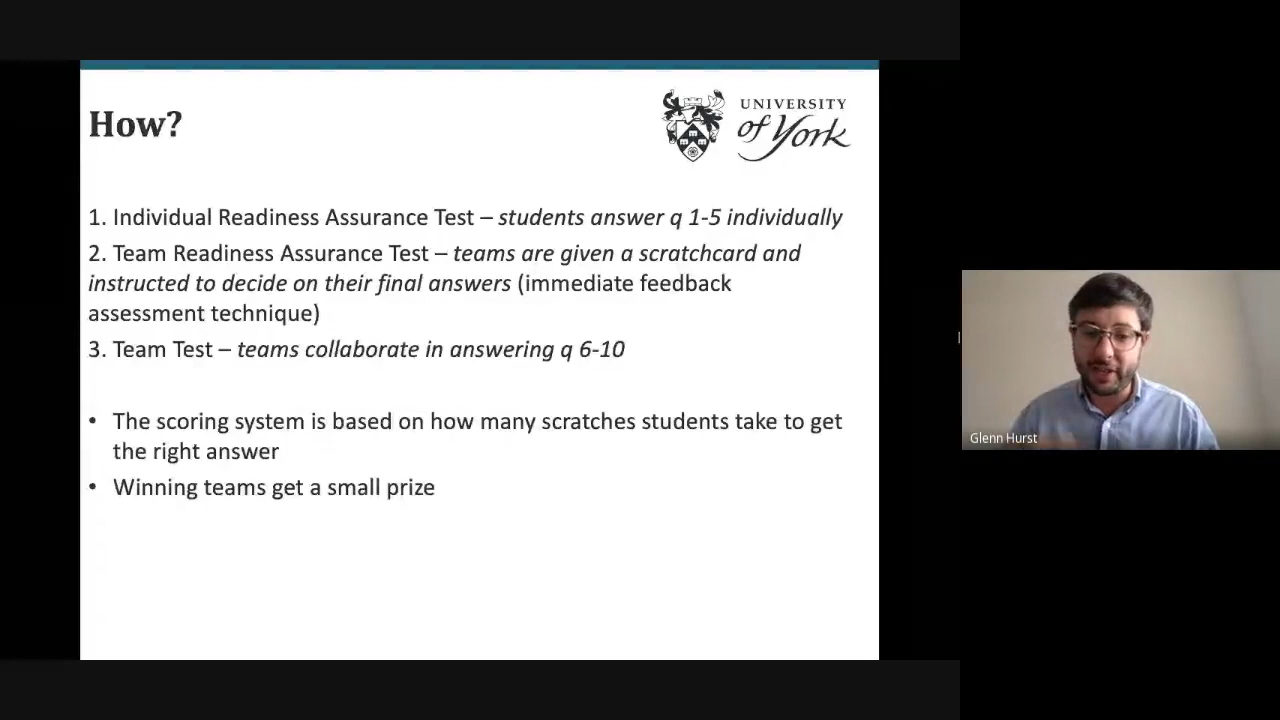 How?
UNIVERSITY
of York
1. Individual Readiness Assurance Test – students answer q 1-5 individually
2. Team Readiness Assurance Test – teams are given a scratchcard and
instructed to decide on their final answers (immediate feedback
assessment technique)
3. Team Test – teams collaborate in answering q 6-10
• The scoring system is based on how many scratches students take to get
the right answer
• Winning teams get a small prize
Glenn Hurst